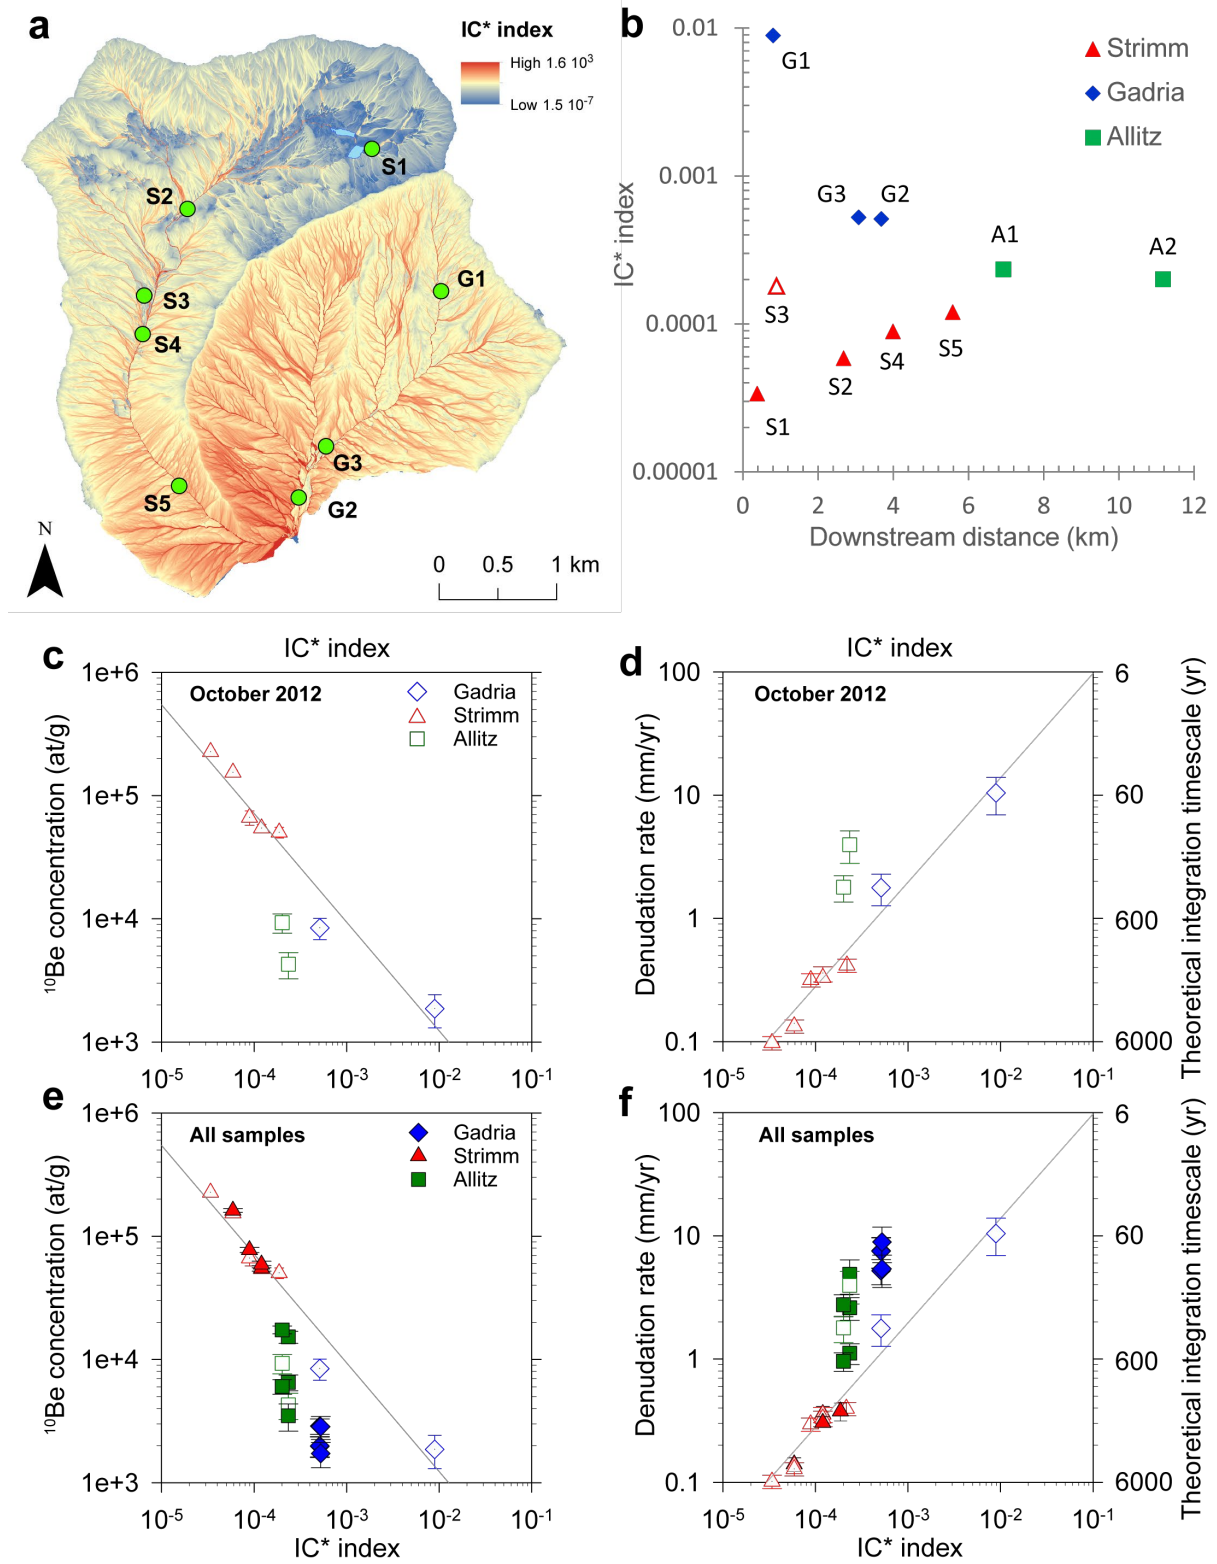 a
IC* index
High 1.6 10³
Low 1.5 10⁻⁷
S1
S2
S3
S4
S5
G1
G3
G2
N
0 0.5 1 km
b
0.01
0.001
0.0001
0.00001
IC* index
0 2 4 6 8 10 12
Downstream distance (km)
Strimm
Gadria
Allitz
G1
G3 G2
A1
A2
S3
S5
S4
S2
S1
c
IC* index
October 2012
Gadria
Strimm
Allitz
1e+6
1e+5
1e+4
1e+3
¹⁰Be concentration (at/g)
10⁻⁵ 10⁻⁴ 10⁻³ 10⁻² 10⁻¹
d
IC* index
October 2012
100
10
1
0.1
Denudation rate (mm/yr)
6
60
600
6000
Theoretical integration timescale (yr)
10⁻⁵ 10⁻⁴ 10⁻³ 10⁻² 10⁻¹
e
All samples
Gadria
Strimm
Allitz
1e+6
1e+5
1e+4
1e+3
¹⁰Be concentration (at/g)
10⁻⁵ 10⁻⁴ 10⁻³ 10⁻² 10⁻¹
IC* index
f
All samples
100
10
1
0.1
Denudation rate (mm/yr)
6
60
600
6000
Theoretical integration timescale (yr)
10⁻⁵ 10⁻⁴ 10⁻³ 10⁻² 10⁻¹
IC* index